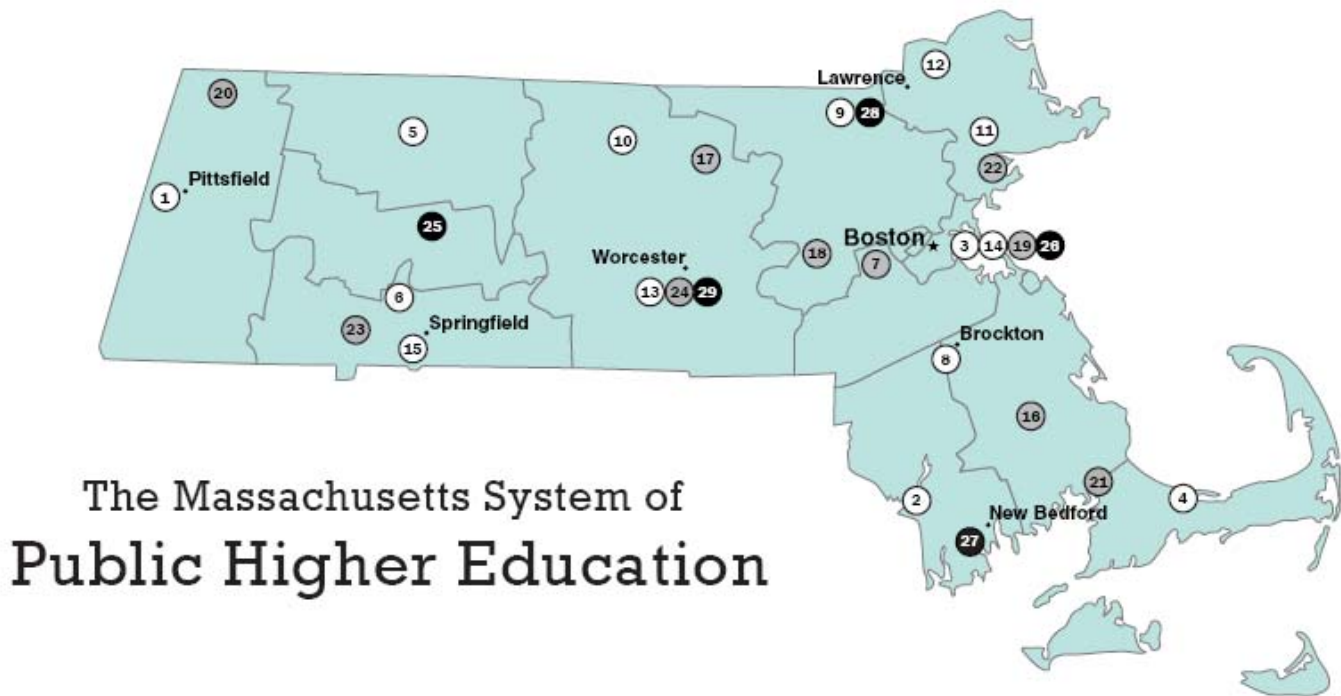 12
Lawrence
20
9 28
5
11
10
17
22
Pittsfield
1
25
Boston 3 14 19 26
18
7
Worcester
13 24 29
6
23
Springfield
15
Brockton
8
16
21
2
4
New Bedford
27
The Massachusetts System of
Public Higher Education